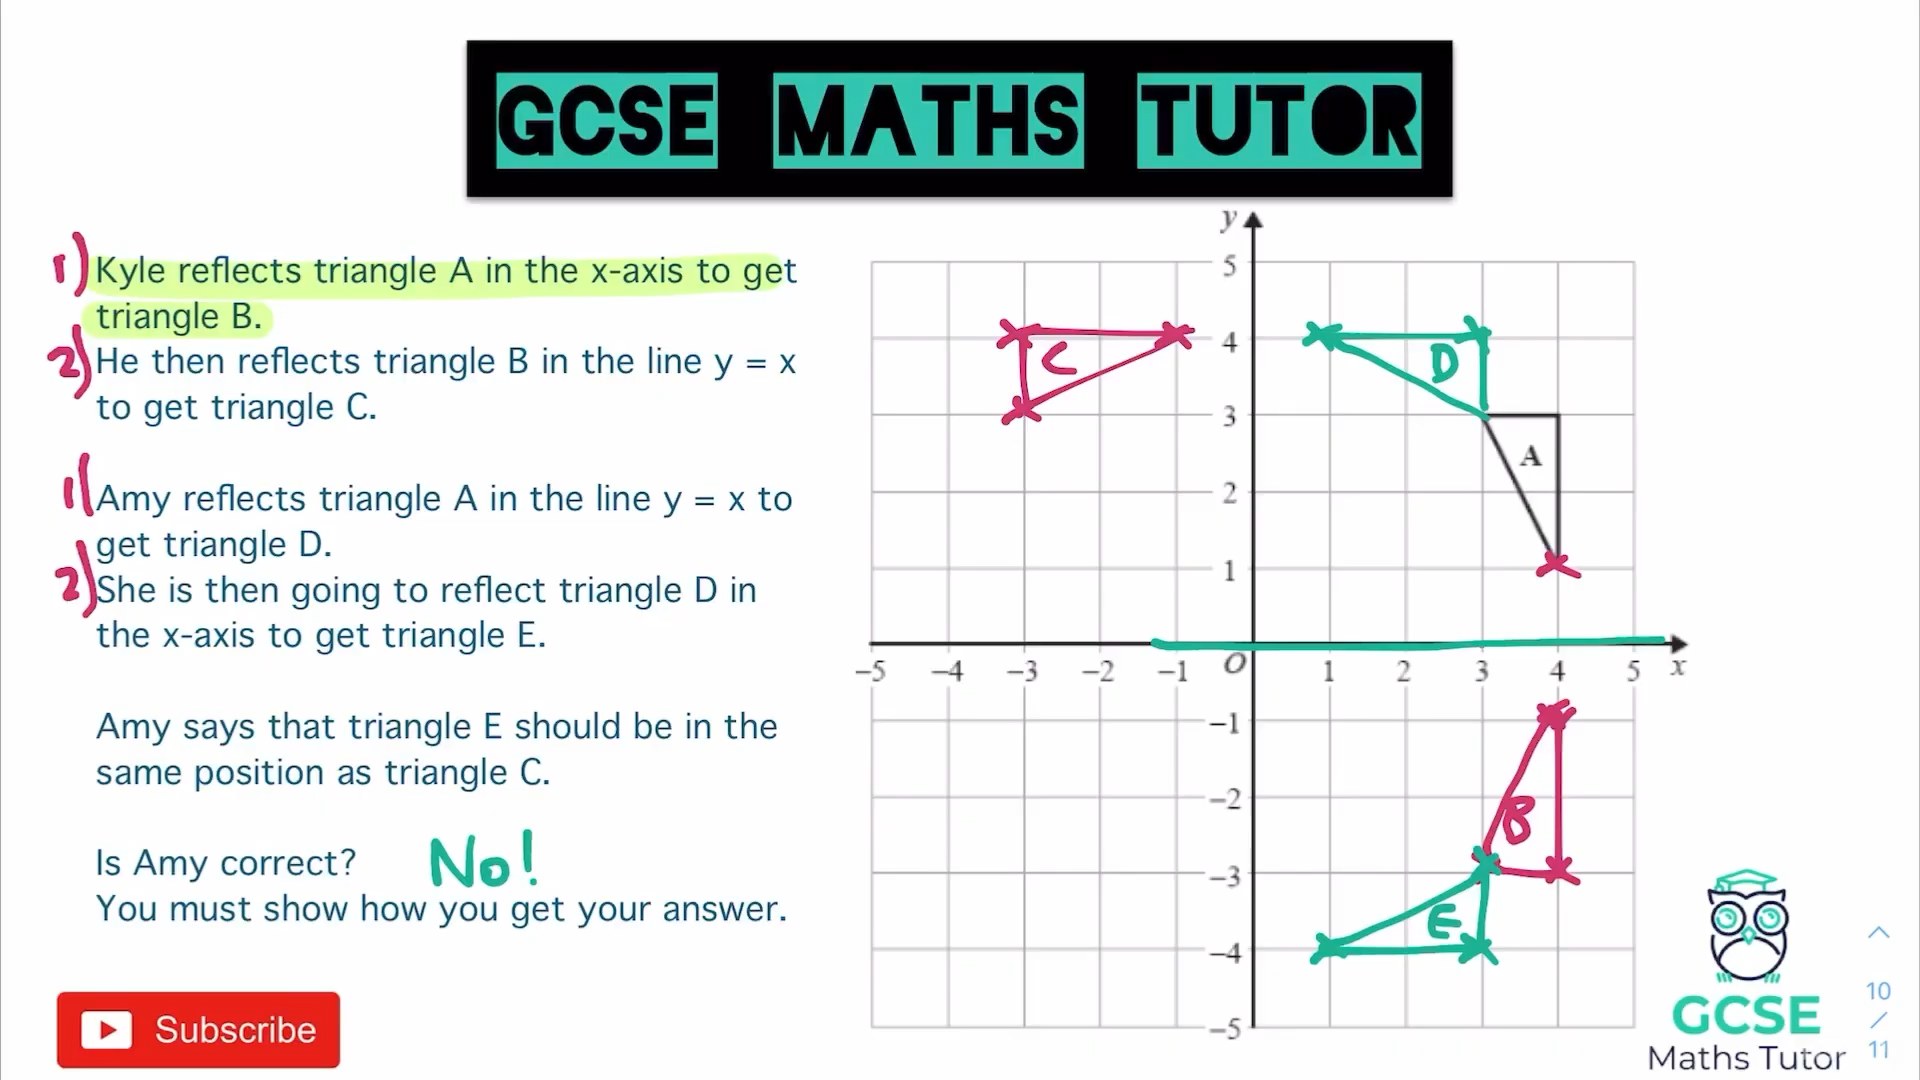 GCSE MATHS TUTOR
1) Kyle reflects triangle A in the x-axis to get
triangle B.
2) He then reflects triangle B in the line y = x
to get triangle C.
1) Amy reflects triangle A in the line y = x to
get triangle D.
2) She is then going to reflect triangle D in
the x-axis to get triangle E.
Amy says that triangle E should be in the
same position as triangle C.
Is Amy correct? No!
You must show how you get your answer.
Subscribe
y
5
4
3
2
1
-5 -4 -3 -2 -1 O 1 2 3 4 5 x
-1
-2
-3
-4
-5
C
D
A
B
E
GCSE
Maths Tutor
10
/
11